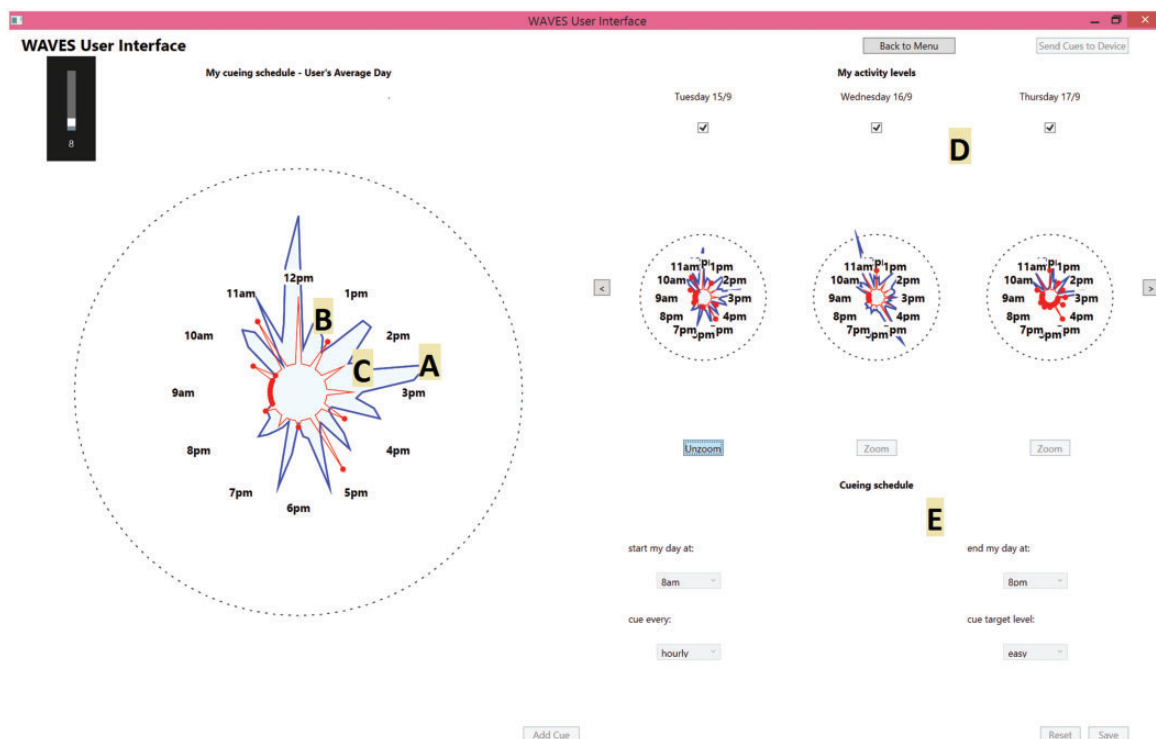 WAVES User Interface
WAVES User Interface
Back to Menu
Send Cues to Device
My cueing schedule - User's Average Day
8
12pm
1pm
2pm
3pm
4pm
5pm
6pm
7pm
8pm
9am
10am
11am
A
B
C
My activity levels
Tuesday 15/9
Wednesday 16/9
Thursday 17/9
D
11am 1pm
10am 2pm
9am 3pm
8pm 4pm
7pm
11am 1pm
10am 2pm
9am 3pm
8pm 4pm
7pm
11am 1pm
10am 2pm
9am 3pm
8pm 4pm
7pm
<
>
Unzoom
Zoom
Zoom
Cueing schedule
E
start my day at:
end my day at:
8am
8pm
cue every:
cue target level:
hourly
easy
Add Cue
Reset
Save